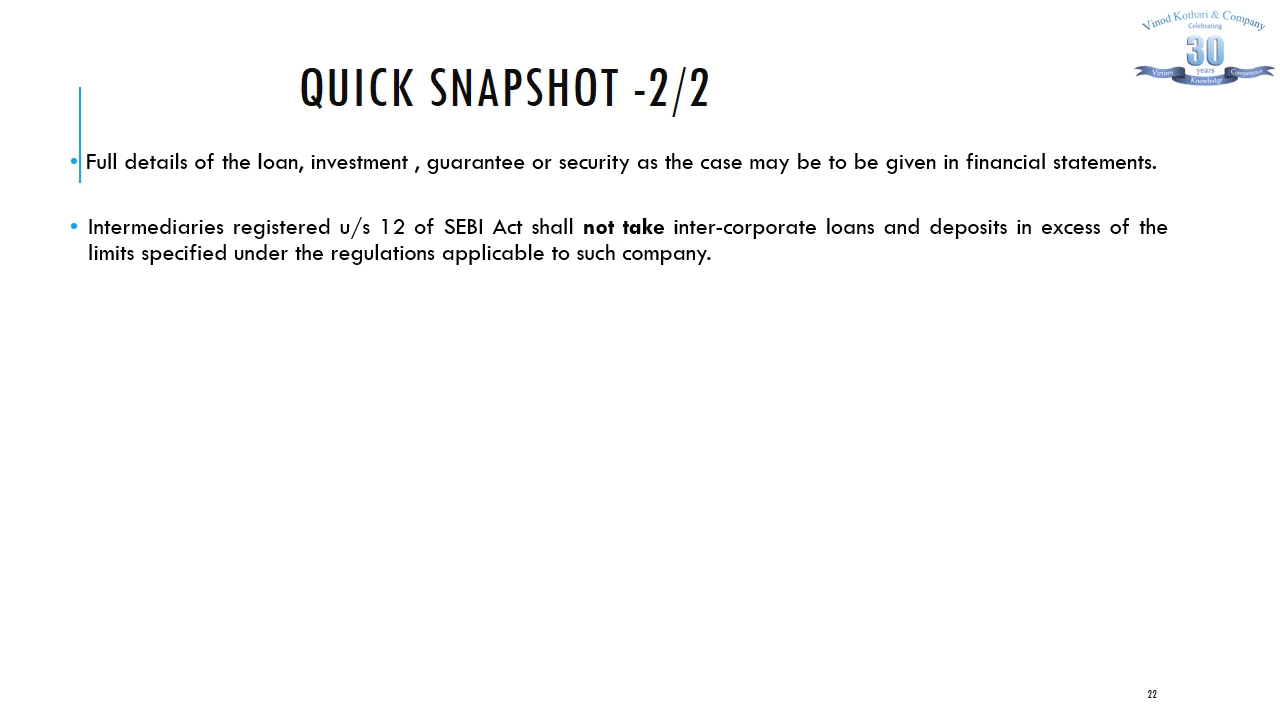 Vinod Kothari & Company
Celebrating
30
years
Virtues
Knowledge
Competence
QUICK SNAPSHOT -2/2
• Full details of the loan, investment , guarantee or security as the case may be to be given in financial statements.
• Intermediaries registered u/s 12 of SEBI Act shall not take inter-corporate loans and deposits in excess of the
limits specified under the regulations applicable to such company.
22